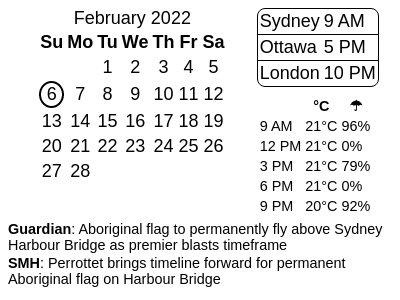 February 2022
Su Mo Tu We Th Fr Sa
1 2 3 4 5
6 7 8 9 10 11 12
13 14 15 16 17 18 19
20 21 22 23 24 25 26
27 28
Sydney 9 AM
Ottawa 5 PM
London 10 PM
°C ☂
9 AM 21°C 96%
12 PM 21°C 0%
3 PM 21°C 79%
6 PM 21°C 0%
9 PM 20°C 92%
Guardian: Aboriginal flag to permanently fly above Sydney
Harbour Bridge as premier blasts timeframe
SMH: Perrottet brings timeline forward for permanent
Aboriginal flag on Harbour Bridge